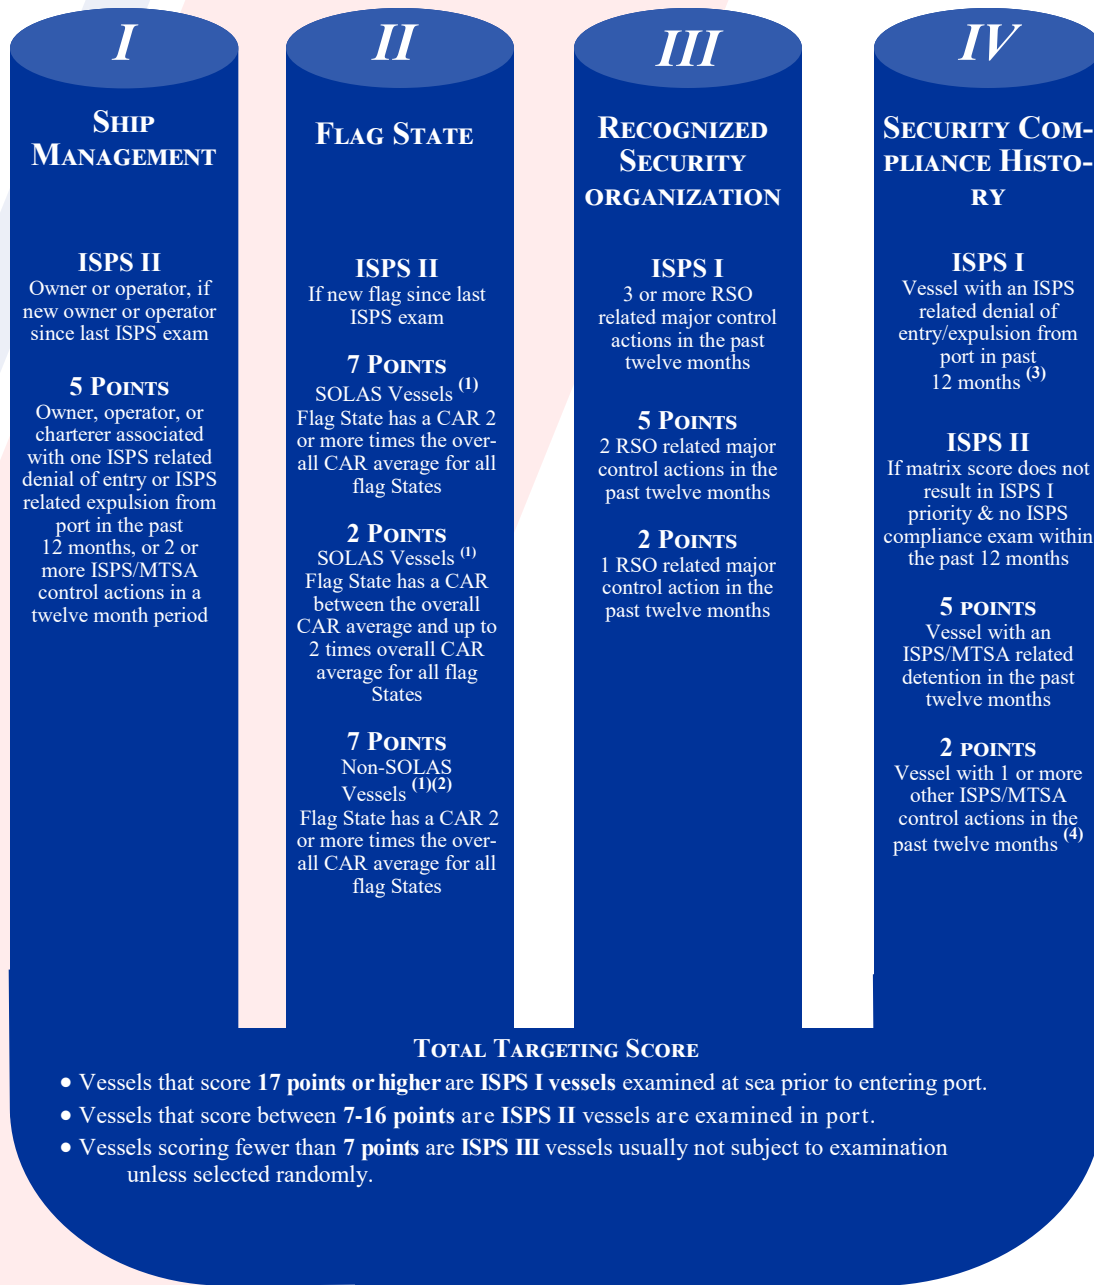 I
SHIP
MANAGEMENT
ISPS II
Owner or operator, if
new owner or operator
since last ISPS exam
5 POINTS
Owner, operator, or
charterer associated
with one ISPS related
denial of entry or ISPS
related expulsion from
port in the past
12 months, or 2 or
more ISPS/MTSA
control actions in a
twelve month period
II
FLAG STATE
ISPS II
If new flag since last
ISPS exam
7 POINTS
SOLAS Vessels (1)
Flag State has a CAR 2
or more times the over-
all CAR average for all
flag States
2 POINTS
SOLAS Vessels (1)
Flag State has a CAR
between the overall
CAR average and up to
2 times overall CAR
average for all flag
States
7 POINTS
Non-SOLAS
Vessels (1)(2)
Flag State has a CAR 2
or more times the over-
all CAR average for all
flag States
III
RECOGNIZED
SECURITY
ORGANIZATION
ISPS I
3 or more RSO
related major control
actions in the past
twelve months
5 POINTS
2 RSO related major
control actions in the
past twelve months
2 POINTS
1 RSO related major
control action in the
past twelve months
IV
SECURITY COM-
PLIANCE HISTO-
RY
ISPS I
Vessel with an ISPS
related denial of
entry/expulsion from
port in past
12 months (3)
ISPS II
If matrix score does not
result in ISPS I
priority & no ISPS
compliance exam within
the past 12 months
5 POINTS
Vessel with an
ISPS/MTSA related
detention in the past
twelve months
2 POINTS
Vessel with 1 or more
other ISPS/MTSA
control actions in the
past twelve months (4)
TOTAL TARGETING SCORE
• Vessels that score 17 points or higher are ISPS I vessels examined at sea prior to entering port.
• Vessels that score between 7-16 points are ISPS II vessels are examined in port.
• Vessels scoring fewer than 7 points are ISPS III vessels usually not subject to examination
unless selected randomly.